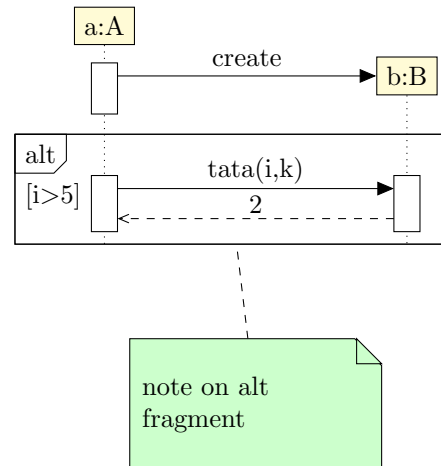 a:A
create
b:B
alt
tata(i,k)
[i>5]
2
note on alt
fragment